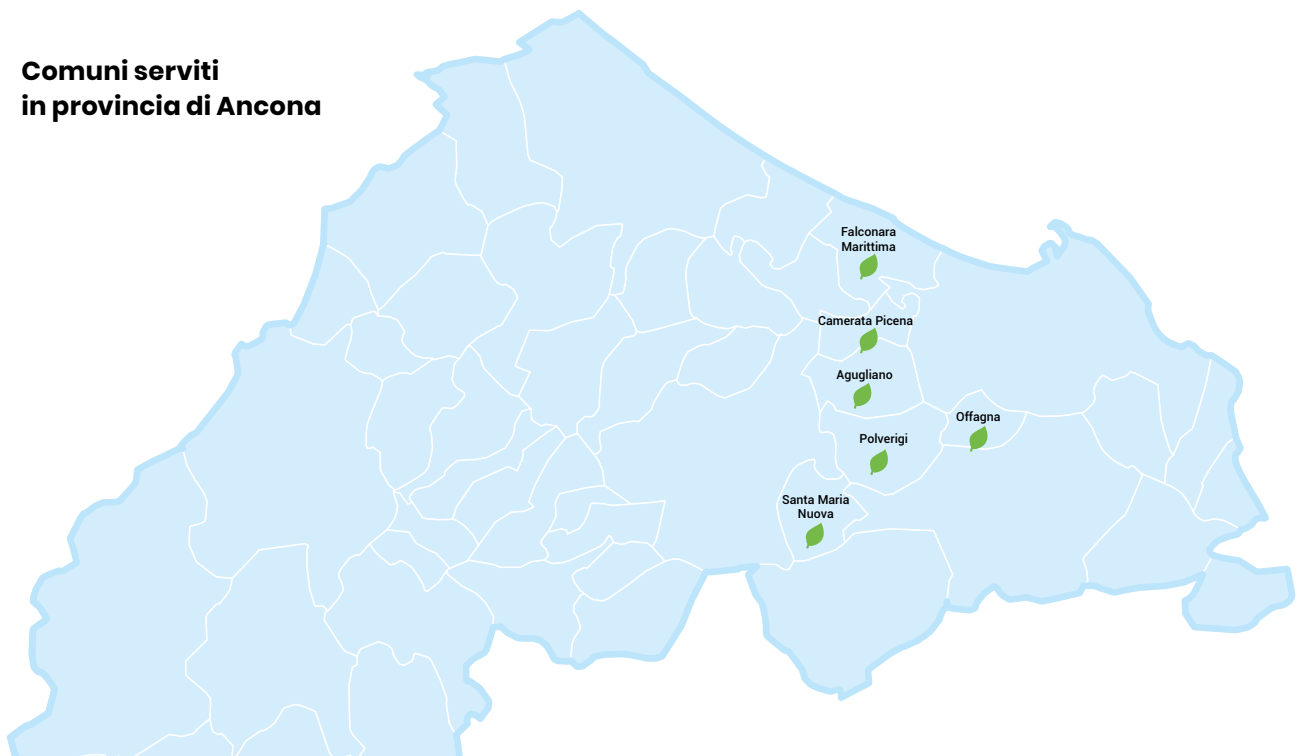 Comuni serviti
in provincia di Ancona
Falconara
Marittima
Camerata Picena
Agugliano
Offagna
Polverigi
Santa Maria
Nuova